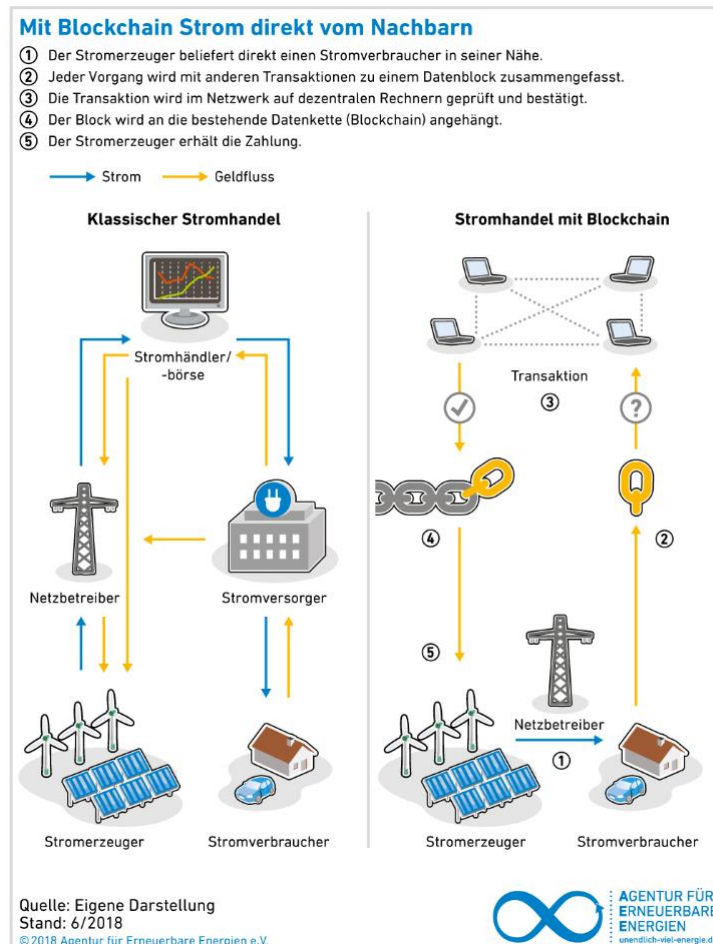 Mit Blockchain Strom direkt vom Nachbarn
① Der Stromerzeuger beliefert direkt einen Stromverbraucher in seiner Nähe.
② Jeder Vorgang wird mit anderen Transaktionen zu einem Datenblock zusammengefasst.
③ Die Transaktion wird im Netzwerk auf dezentralen Rechnern geprüft und bestätigt.
④ Der Block wird an die bestehende Datenkette (Blockchain) angehängt.
⑤ Der Stromerzeuger erhält die Zahlung.
Strom
Geldfluss
Klassischer Stromhandel
Stromhändler/
-börse
Netzbetreiber
Stromversorger
Stromerzeuger
Stromverbraucher
Stromhandel mit Blockchain
Transaktion
③
?
④
②
⑤
Netzbetreiber
①
Stromerzeuger
Stromverbraucher
Quelle: Eigene Darstellung
Stand: 6/2018
© 2018 Agentur für Erneuerbare Energien e.V.
AGENTUR FÜR
ERNEUERBARE
ENERGIEN
unendlich-viel-energie.de